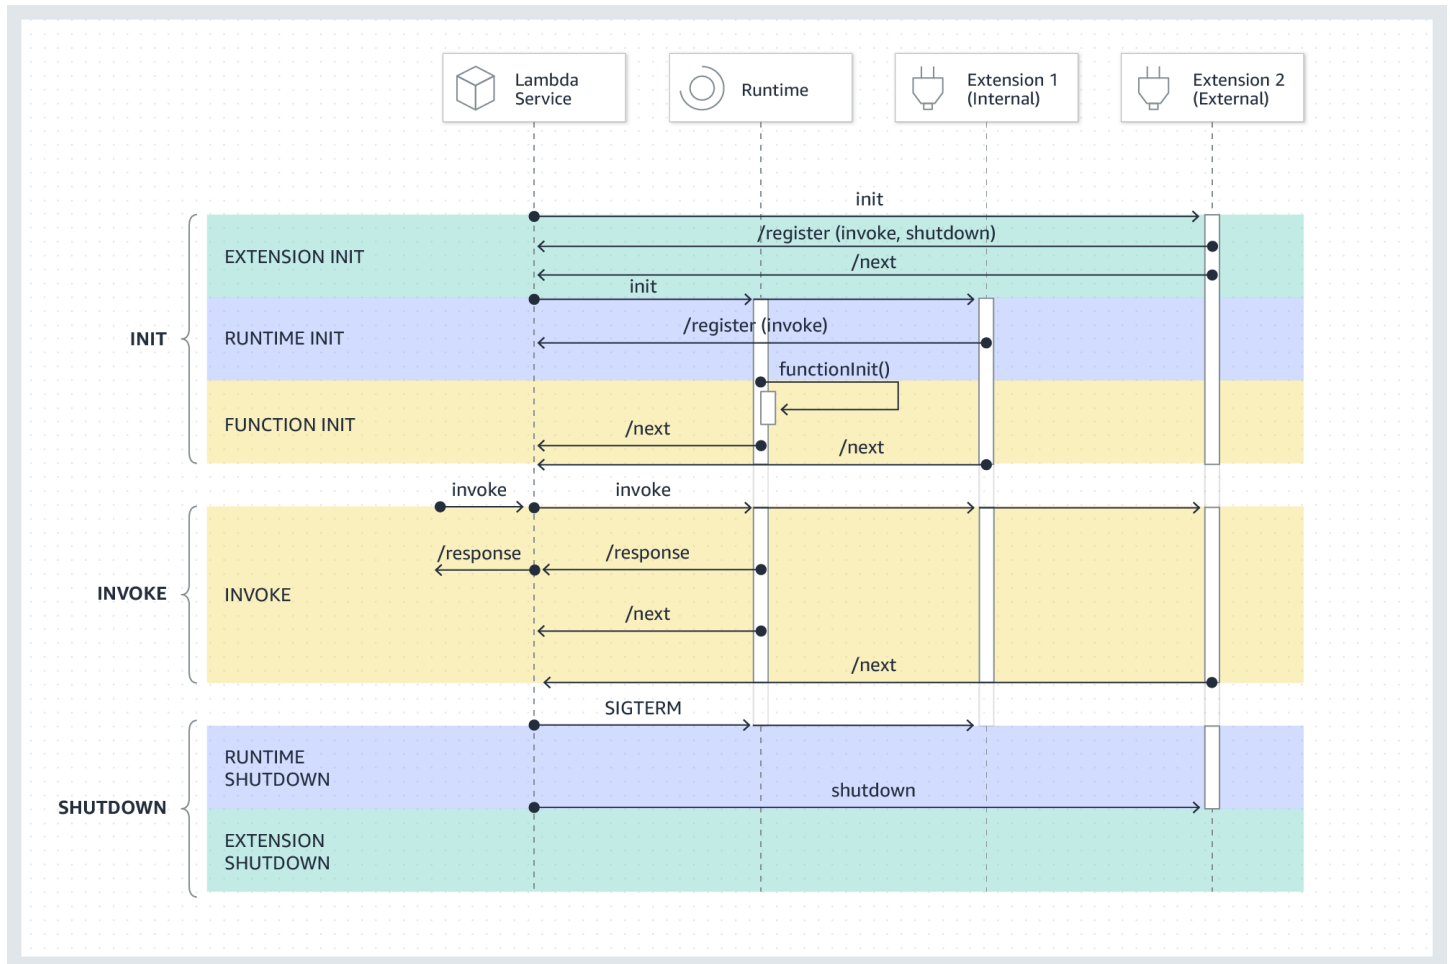 Lambda
Service
Runtime
Extension 1
(Internal)
Extension 2
(External)
init
/register (invoke, shutdown)
EXTENSION INIT
/next
init
/register (invoke)
INIT
RUNTIME INIT
functionInit()
FUNCTION INIT
/next
/next
invoke
invoke
/response
/response
INVOKE
INVOKE
/next
/next
SIGTERM
RUNTIME
SHUTDOWN
shutdown
SHUTDOWN
EXTENSION
SHUTDOWN